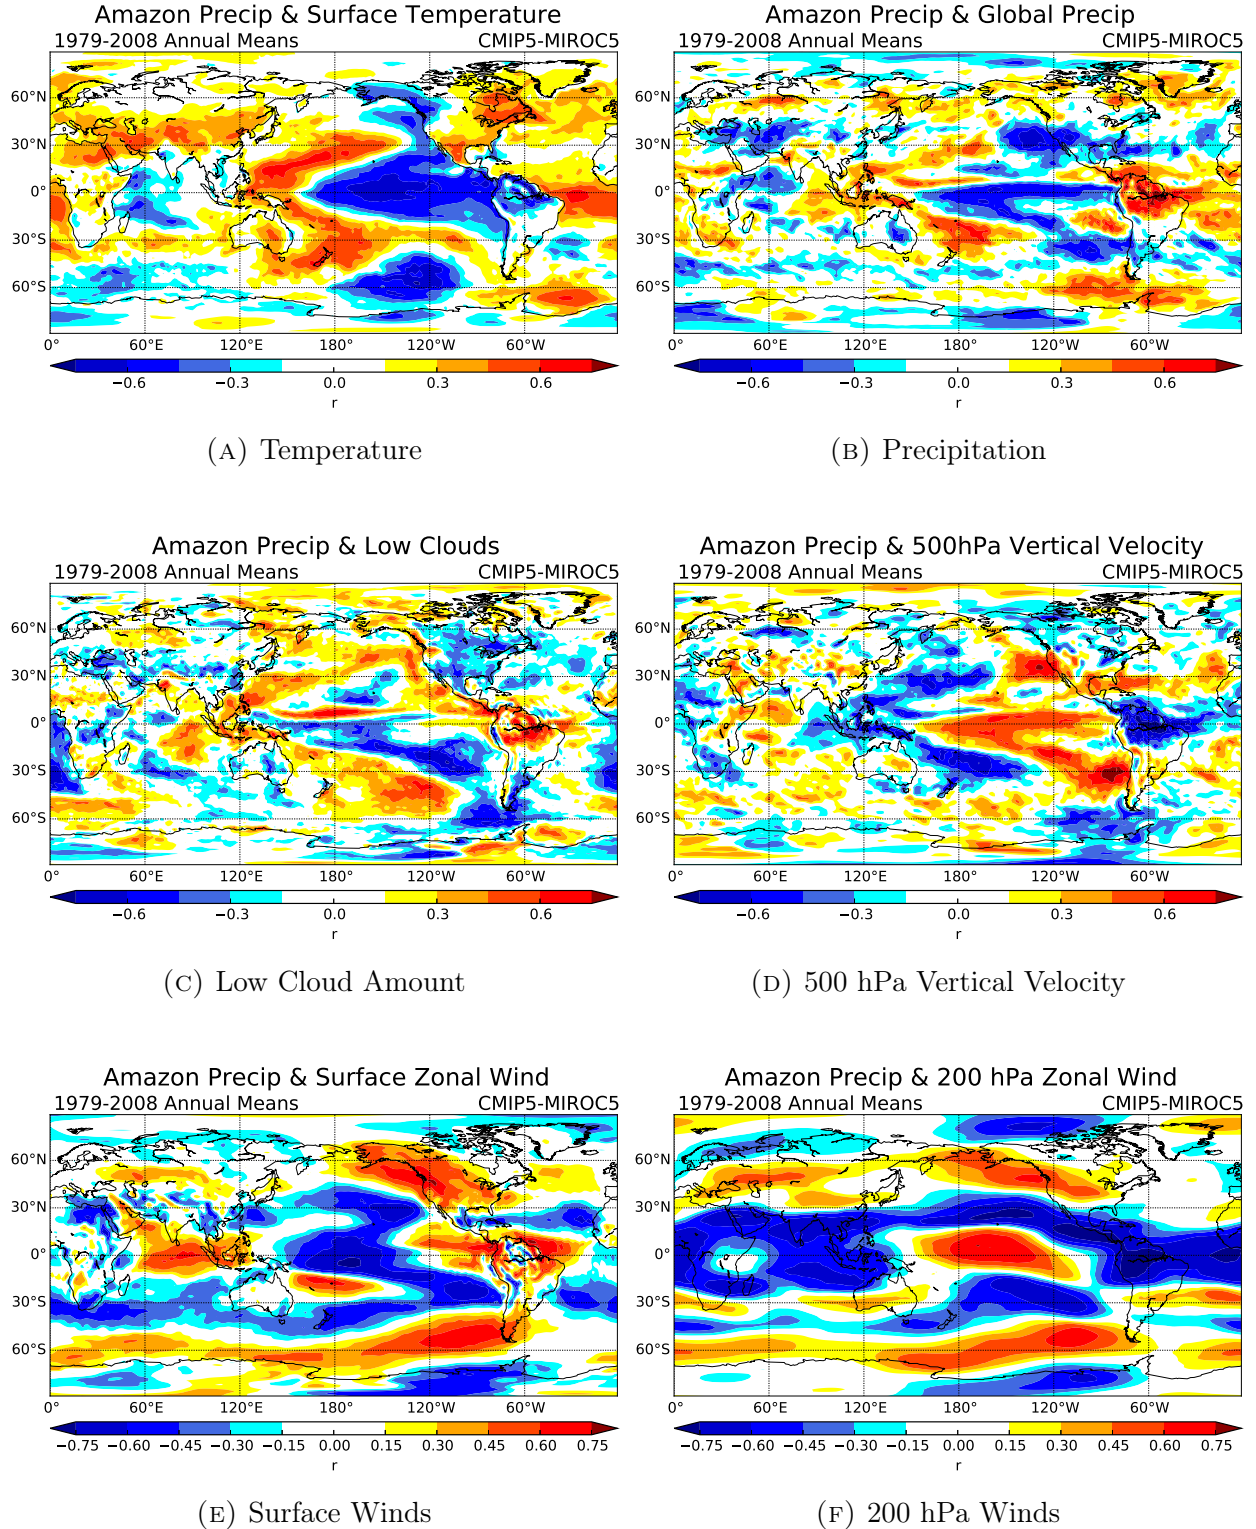 Amazon Precip & Surface Temperature
1979-2008 Annual Means CMIP5-MIROC5
60°N
30°N
0°
30°S
60°S
0° 60°E 120°E 180° 120°W 60°W
−0.6 −0.3 0.0 0.3 0.6
r
(A) Temperature
Amazon Precip & Global Precip
1979-2008 Annual Means CMIP5-MIROC5
60°N
30°N
0°
30°S
60°S
0° 60°E 120°E 180° 120°W 60°W
−0.6 −0.3 0.0 0.3 0.6
r
(B) Precipitation
Amazon Precip & Low Clouds
1979-2008 Annual Means CMIP5-MIROC5
60°N
30°N
0°
30°S
60°S
0° 60°E 120°E 180° 120°W 60°W
−0.6 −0.3 0.0 0.3 0.6
r
(C) Low Cloud Amount
Amazon Precip & 500hPa Vertical Velocity
1979-2008 Annual Means CMIP5-MIROC5
60°N
30°N
0°
30°S
60°S
0° 60°E 120°E 180° 120°W 60°W
−0.6 −0.3 0.0 0.3 0.6
r
(D) 500 hPa Vertical Velocity
Amazon Precip & Surface Zonal Wind
1979-2008 Annual Means CMIP5-MIROC5
60°N
30°N
0°
30°S
60°S
0° 60°E 120°E 180° 120°W 60°W
−0.75 −0.60 −0.45 −0.30 −0.15 0.00 0.15 0.30 0.45 0.60 0.75
r
(E) Surface Winds
Amazon Precip & 200 hPa Zonal Wind
1979-2008 Annual Means CMIP5-MIROC5
60°N
30°N
0°
30°S
60°S
0° 60°E 120°E 180° 120°W 60°W
−0.75 −0.60 −0.45 −0.30 −0.15 0.00 0.15 0.30 0.45 0.60 0.75
r
(F) 200 hPa Winds